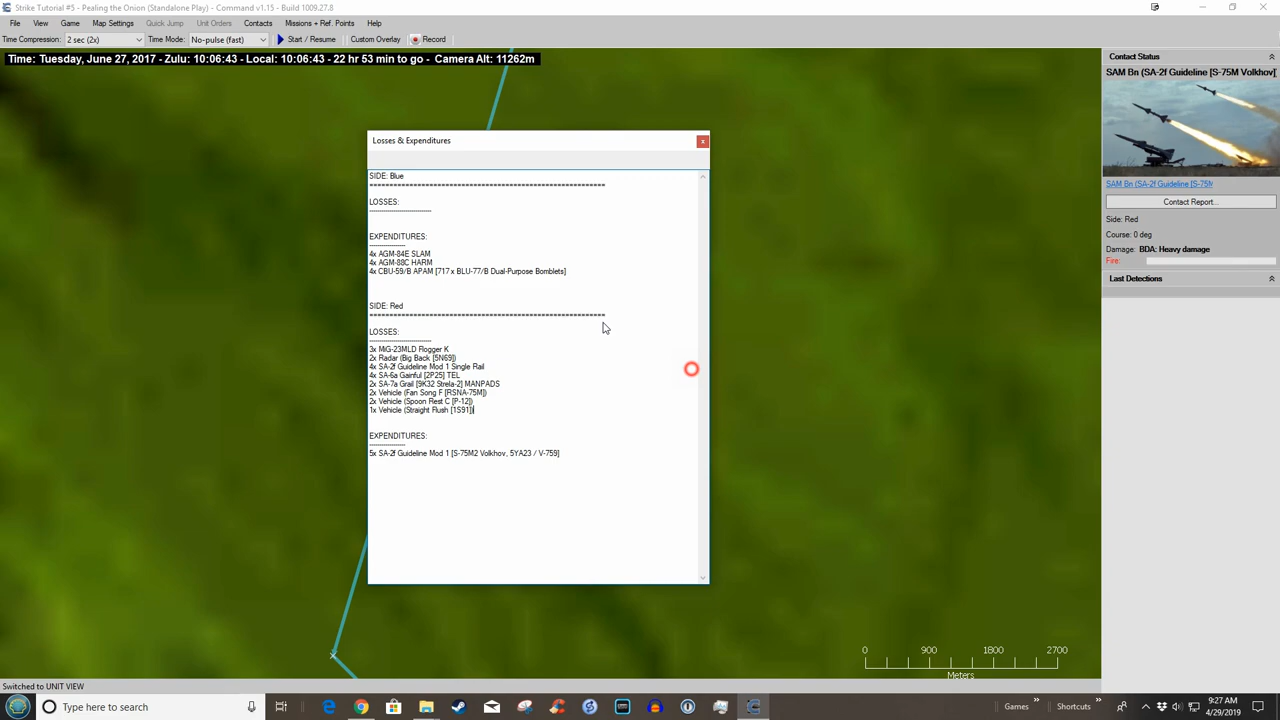 Strike Tutorial #5 - Pealing the Onion (Standalone Play) - Command v1.15 - Build 1009.27.8
File View Game Map Settings Quick Jump Unit Orders Contacts Missions + Ref. Points Help
Time Compression: 2 sec (2x) Time Mode: No-pulse (fast) Start / Resume Custom Overlay Record
Time: Tuesday, June 27, 2017 - Zulu: 10:06:43 - Local: 10:06:43 - 22 hr 53 min to go - Camera Alt: 11262m
Contact Status
SAM Bn (SA-2f Guideline [S-75M Volkhov]
SAM Bn (SA-2f Guideline [S-75M
Contact Report...
Side: Red
Course: 0 deg
Damage: BDA: Heavy damage
Fire:
Last Detections
Losses & Expenditures
x
SIDE: Blue
===========================================================
LOSSES:
-------------------------------
EXPENDITURES:
------------------
4x AGM-84E SLAM
4x AGM-88C HARM
4x CBU-59/B APAM [717 x BLU-77/B Dual-Purpose Bomblets]
SIDE: Red
===========================================================
LOSSES:
-------------------------------
3x MiG-23MLD Flogger K
2x Radar (Big Back [5N69])
4x SA-2f Guideline Mod 1 Single Rail
4x SA-6a Gainful [2P25] TEL
2x SA-7a Grail [9K32 Strela-2] MANPADS
2x Vehicle (Fan Song F [RSNA-75M])
2x Vehicle (Spoon Rest C [P-12])
1x Vehicle (Straight Flush [1S91])
EXPENDITURES:
------------------
5x SA-2f Guideline Mod 1 [S-75M2 Volkhov, 5YA23 / V-759]
0 900 1800 2700
Meters
Switched to UNIT VIEW
Type here to search
Games Shortcuts
9:27 AM
4/29/2019